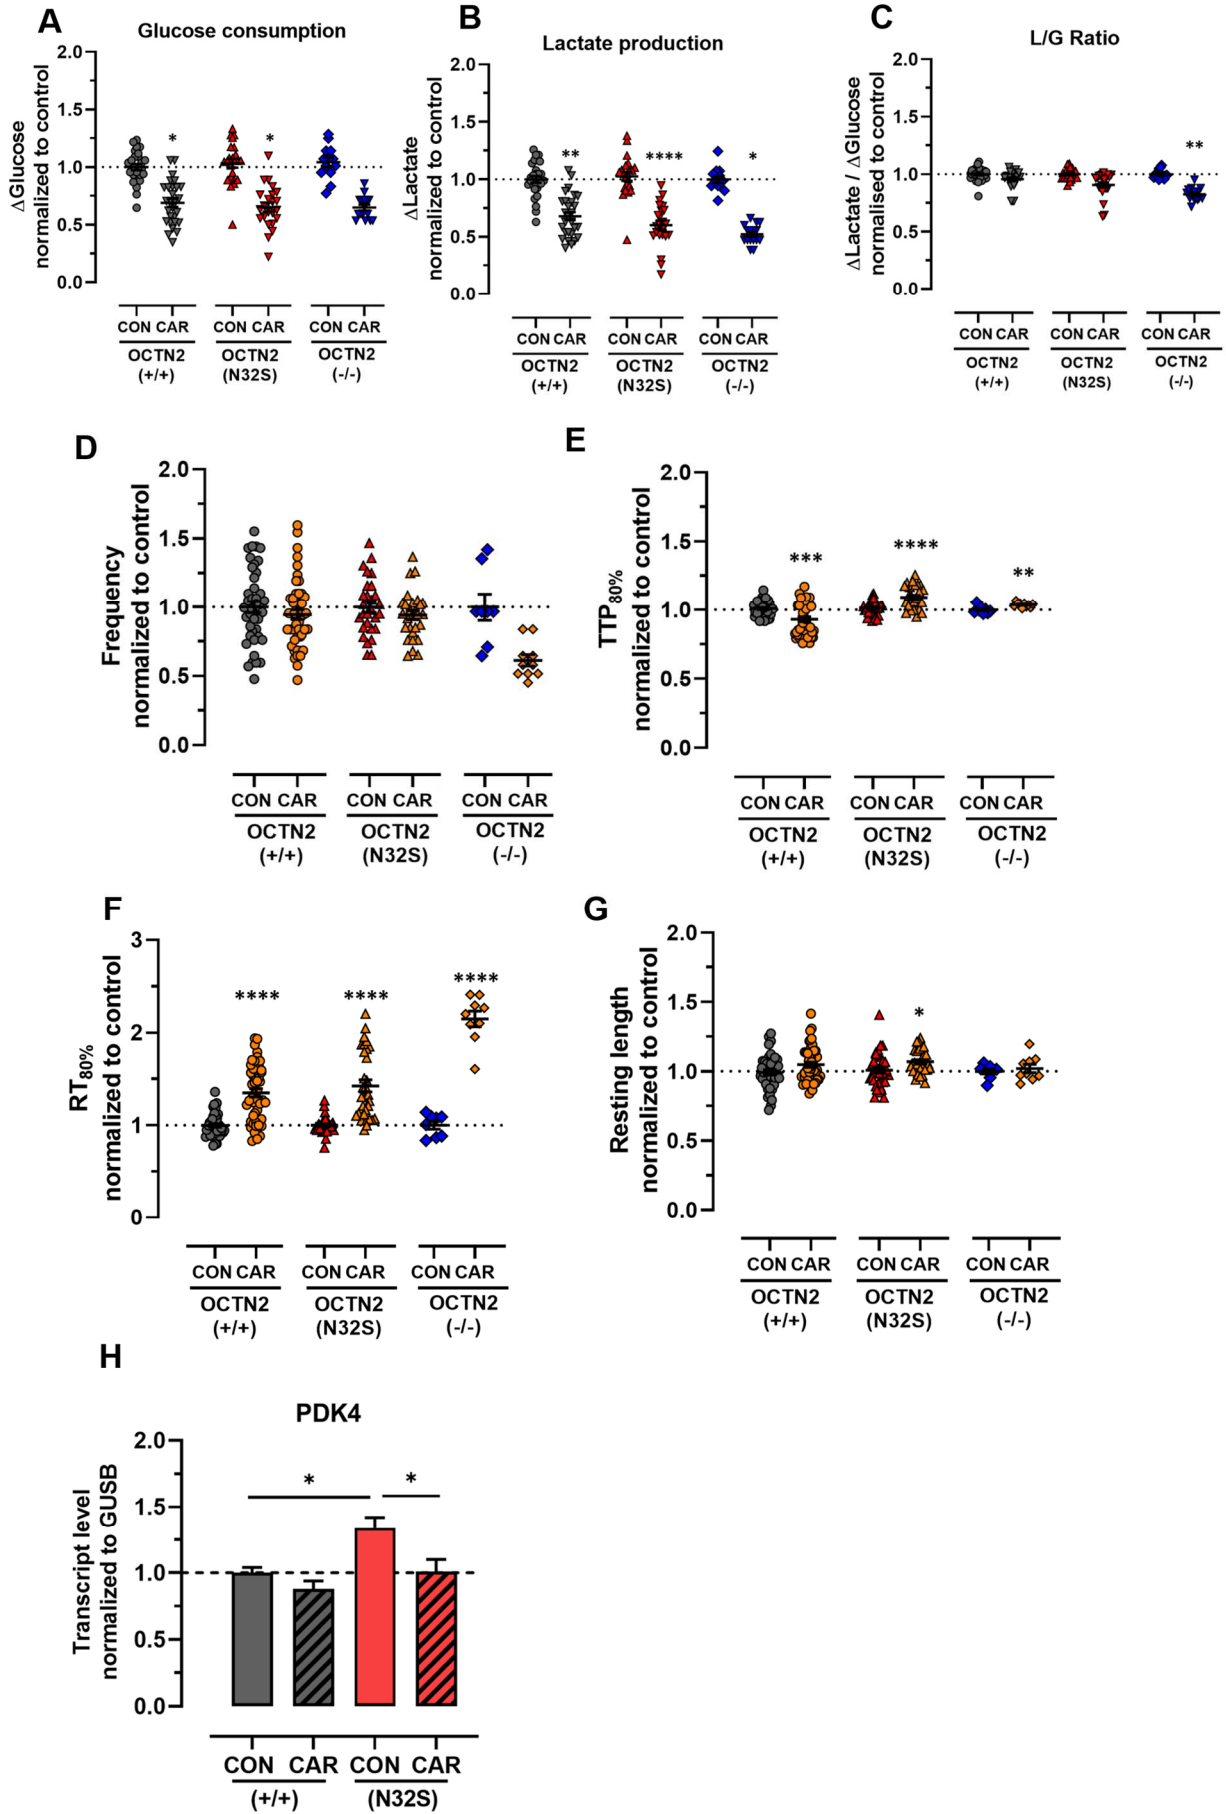 A
Glucose consumption
ΔGlucose
normalized to control
2.0
1.5
1.0
0.5
0.0
*
*
CON CAR CON CAR CON CAR
OCTN2 OCTN2 OCTN2
(+/+) (N32S) (-/-)
B
Lactate production
ΔLactate
normalized to control
2.0
1.5
1.0
0.5
0.0
**
****
*
CON CAR CON CAR CON CAR
OCTN2 OCTN2 OCTN2
(+/+) (N32S) (-/-)
C
L/G Ratio
ΔLactate / ΔGlucose
normalised to control
2.0
1.5
1.0
0.5
0.0
**
CON CAR CON CAR CON CAR
OCTN2 OCTN2 OCTN2
(+/+) (N32S) (-/-)
D
Frequency
normalized to control
2.0
1.5
1.0
0.5
0.0
CON CAR CON CAR CON CAR
OCTN2 OCTN2 OCTN2
(+/+) (N32S) (-/-)
E
TTP80%
normalized to control
2.0
1.5
1.0
0.5
0.0
***
****
**
CON CAR CON CAR CON CAR
OCTN2 OCTN2 OCTN2
(+/+) (N32S) (-/-)
F
RT80%
normalized to control
3
2
1
0
****
****
****
CON CAR CON CAR CON CAR
OCTN2 OCTN2 OCTN2
(+/+) (N32S) (-/-)
G
Resting length
normalized to control
2.0
1.5
1.0
0.5
0.0
*
CON CAR CON CAR CON CAR
OCTN2 OCTN2 OCTN2
(+/+) (N32S) (-/-)
H
PDK4
Transcript level
normalized to GUSB
2.0
1.5
1.0
0.5
0.0
*
*
CON CAR CON CAR
(+/+) (N32S)